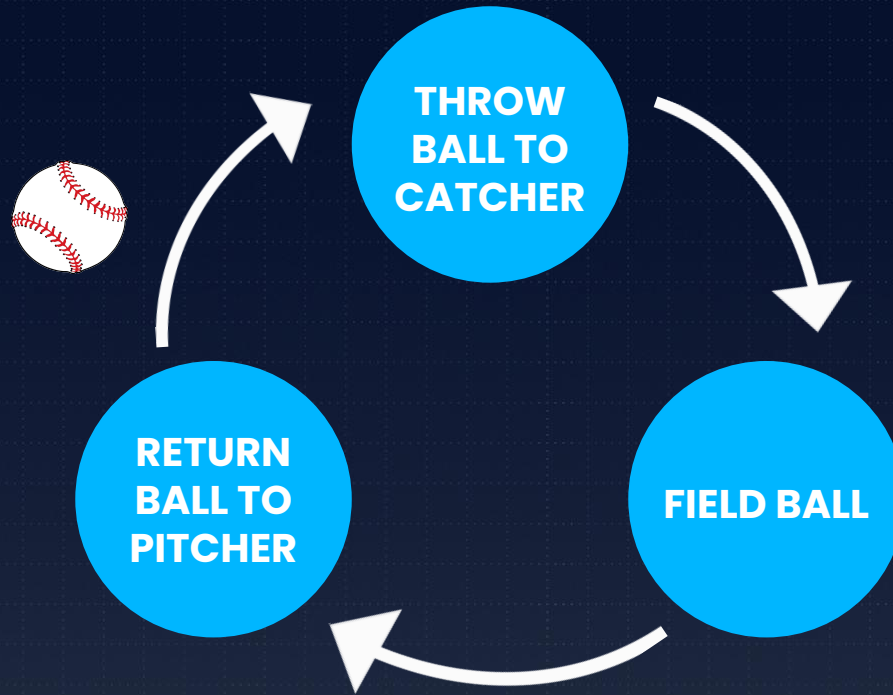 THROW
BALL TO
CATCHER
FIELD BALL
RETURN
BALL TO
PITCHER